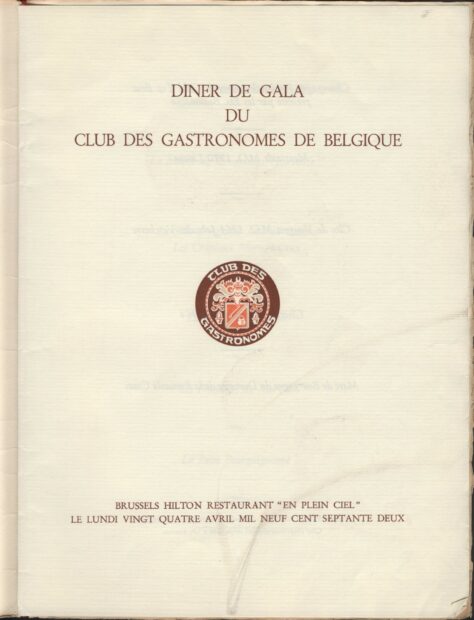 DINER DE GALA
DU
CLUB DES GASTRONOMES DE BELGIQUE
CLUB DES
GASTRONOMES
BRUSSELS HILTON RESTAURANT "EN PLEIN CIEL"
LE LUNDI VINGT QUATRE AVRIL MIL NEUF CENT SEPTANTE DEUX